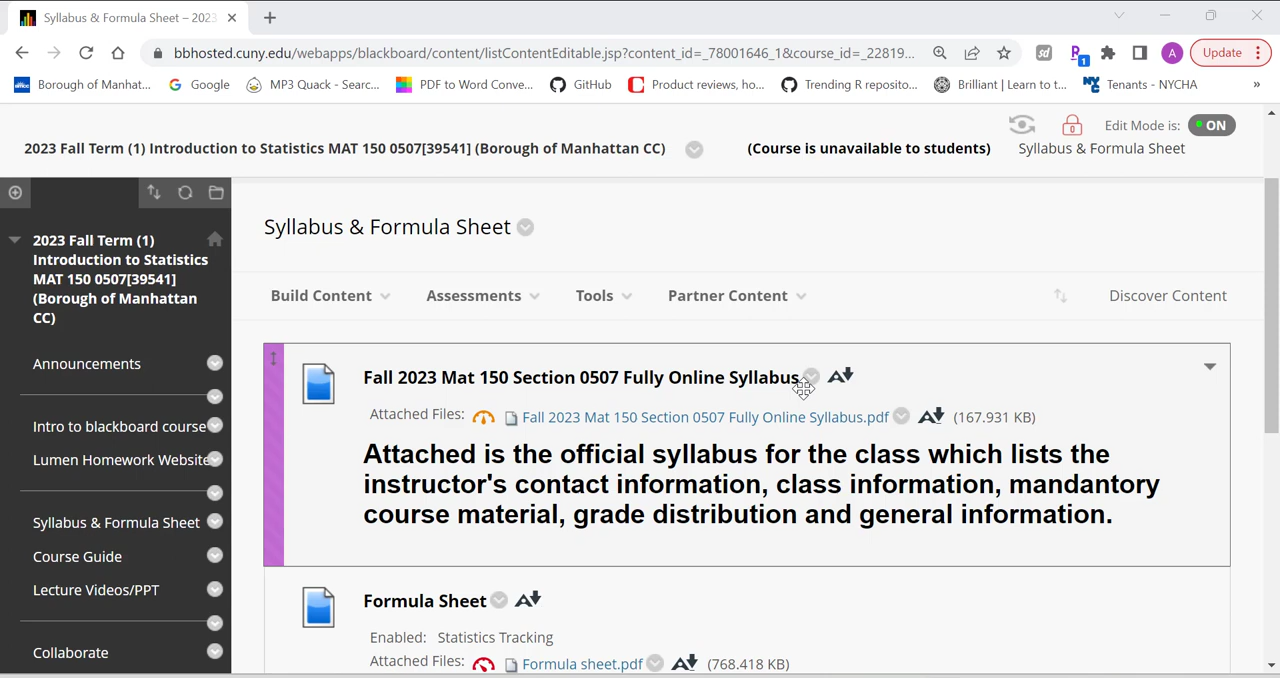 Syllabus & Formula Sheet – 2023
bbhosted.cuny.edu/webapps/blackboard/content/listContentEditable.jsp?content_id=_78001646_1&course_id=_22819...
sd
R
1
A
Update
Borough of Manhat...
Google
MP3 Quack - Searc...
PDF to Word Conve...
GitHub
Product reviews, ho...
Trending R reposito...
Brilliant | Learn to t...
Tenants - NYCHA
»
Edit Mode is: ON
2023 Fall Term (1) Introduction to Statistics MAT 150 0507[39541] (Borough of Manhattan CC)
(Course is unavailable to students)
Syllabus & Formula Sheet
2023 Fall Term (1)
Introduction to Statistics
MAT 150 0507[39541]
(Borough of Manhattan
CC)
Announcements
Intro to blackboard course
Lumen Homework Website
Syllabus & Formula Sheet
Course Guide
Lecture Videos/PPT
Collaborate
Syllabus & Formula Sheet
Build Content
Assessments
Tools
Partner Content
Discover Content
Fall 2023 Mat 150 Section 0507 Fully Online Syllabus
Attached Files: Fall 2023 Mat 150 Section 0507 Fully Online Syllabus.pdf (167.931 KB)
Attached is the official syllabus for the class which lists the
instructor's contact information, class information, mandantory
course material, grade distribution and general information.
Formula Sheet
Enabled: Statistics Tracking
Attached Files: Formula sheet.pdf (768.418 KB)